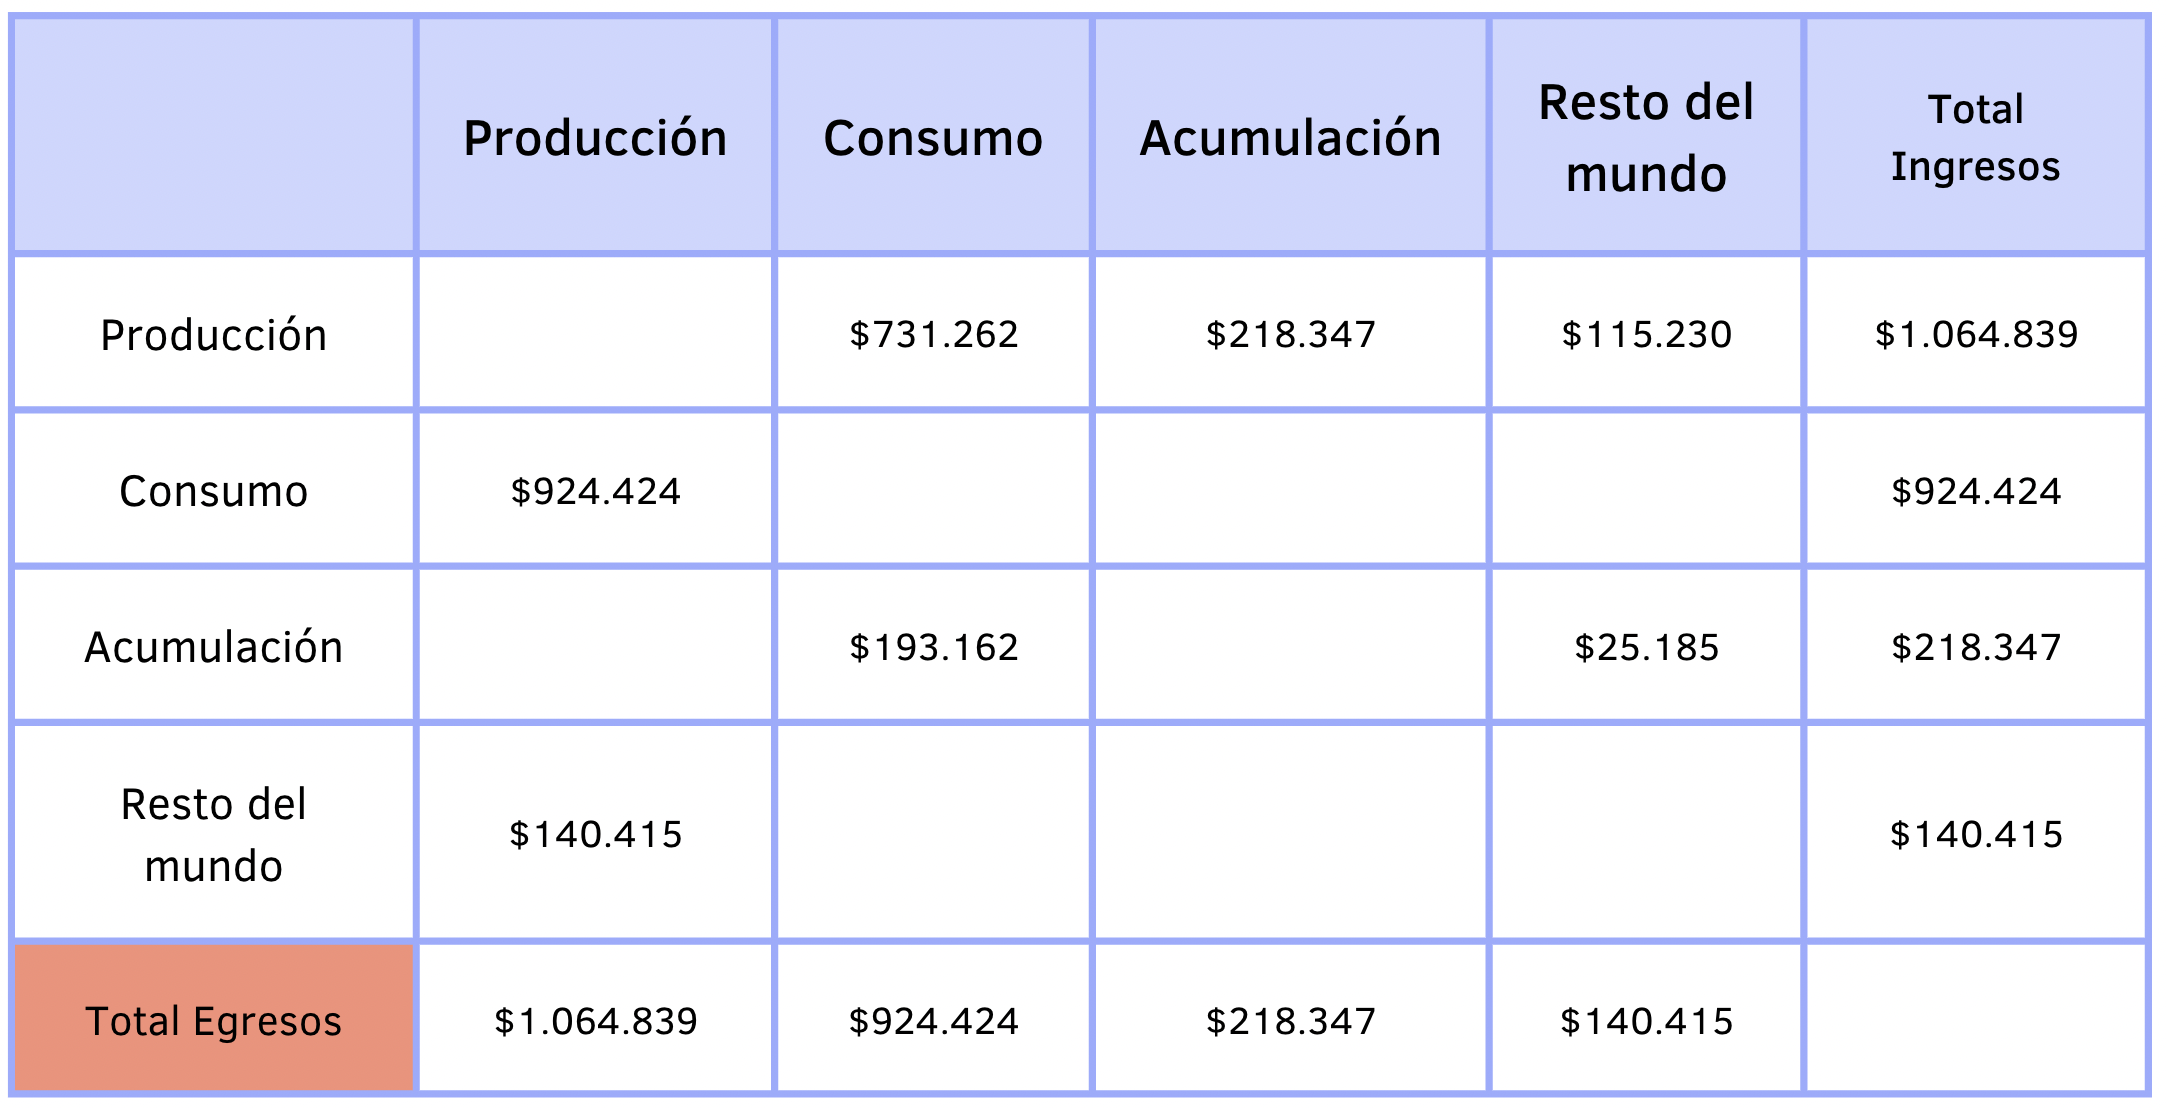 Producción Consumo Acumulación Resto del mundo Total Ingresos
Producción $731.262 $218.347 $115.230 $1.064.839
Consumo $924.424 $924.424
Acumulación $193.162 $25.185 $218.347
Resto del mundo $140.415 $140.415
Total Egresos $1.064.839 $924.424 $218.347 $140.415